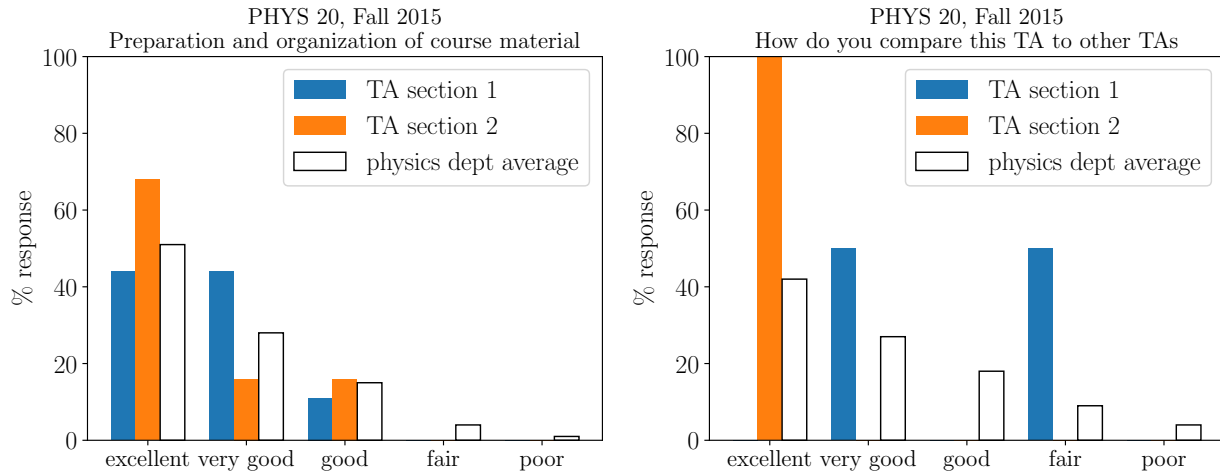 PHYS 20, Fall 2015
Preparation and organization of course material
100
80
60
40
20
0
% response
TA section 1
TA section 2
physics dept average
excellent very good good fair poor
PHYS 20, Fall 2015
How do you compare this TA to other TAs
100
80
60
40
20
0
% response
TA section 1
TA section 2
physics dept average
excellent very good good fair poor